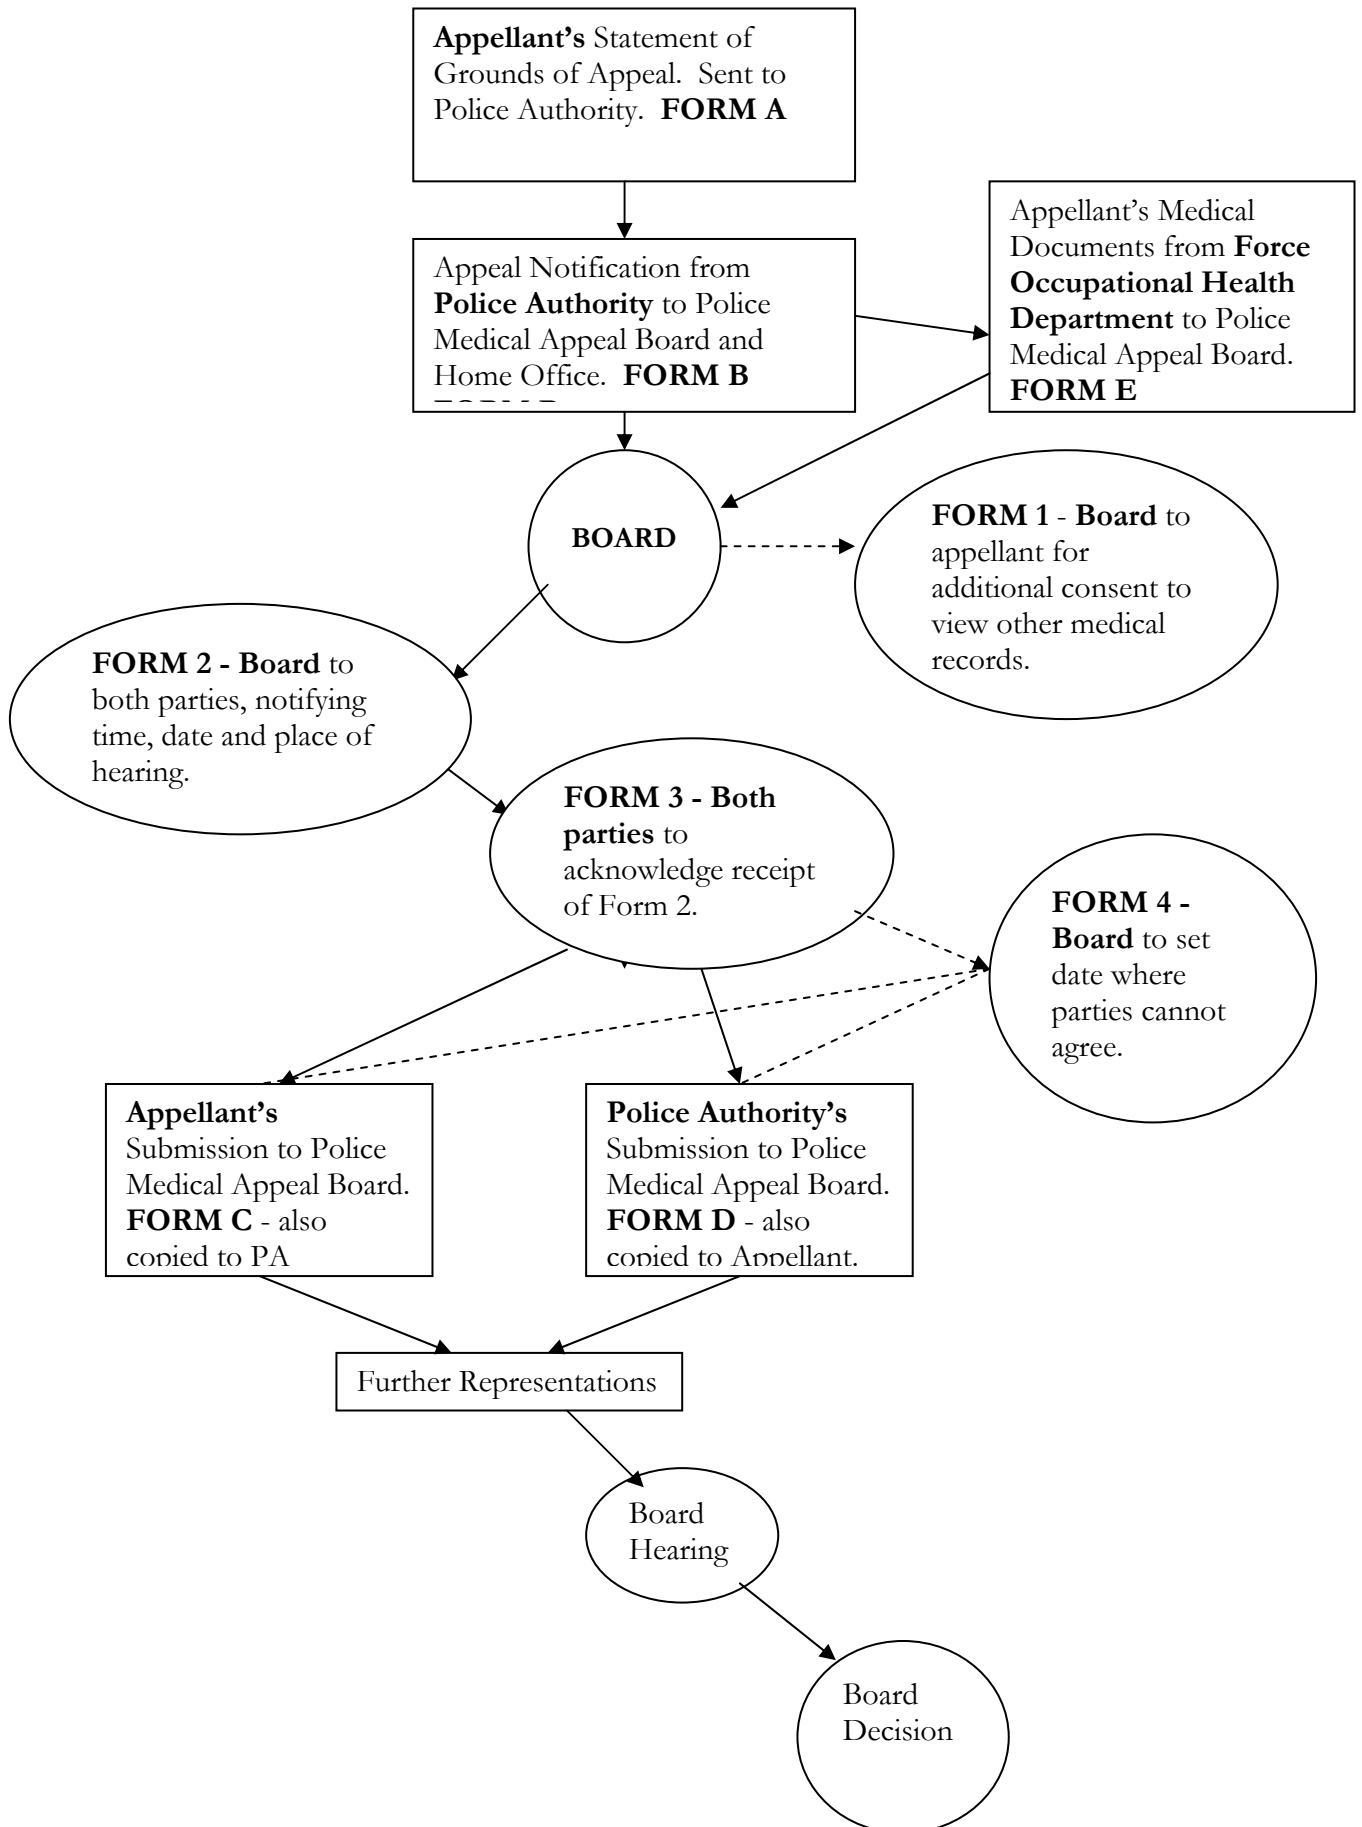 Appellant's Statement of
Grounds of Appeal. Sent to
Police Authority. FORM A
Appeal Notification from
Police Authority to Police
Medical Appeal Board and
Home Office. FORM B
Appellant's Medical
Documents from Force
Occupational Health
Department to Police
Medical Appeal Board.
FORM E
BOARD
FORM 1 - Board to
appellant for
additional consent to
view other medical
records.
FORM 2 - Board to
both parties, notifying
time, date and place of
hearing.
FORM 3 - Both
parties to
acknowledge receipt
of Form 2.
FORM 4 -
Board to set
date where
parties cannot
agree.
Appellant's
Submission to Police
Medical Appeal Board.
FORM C - also
copied to PA
Police Authority's
Submission to Police
Medical Appeal Board.
FORM D - also
copied to Appellant.
Further Representations
Board
Hearing
Board
Decision